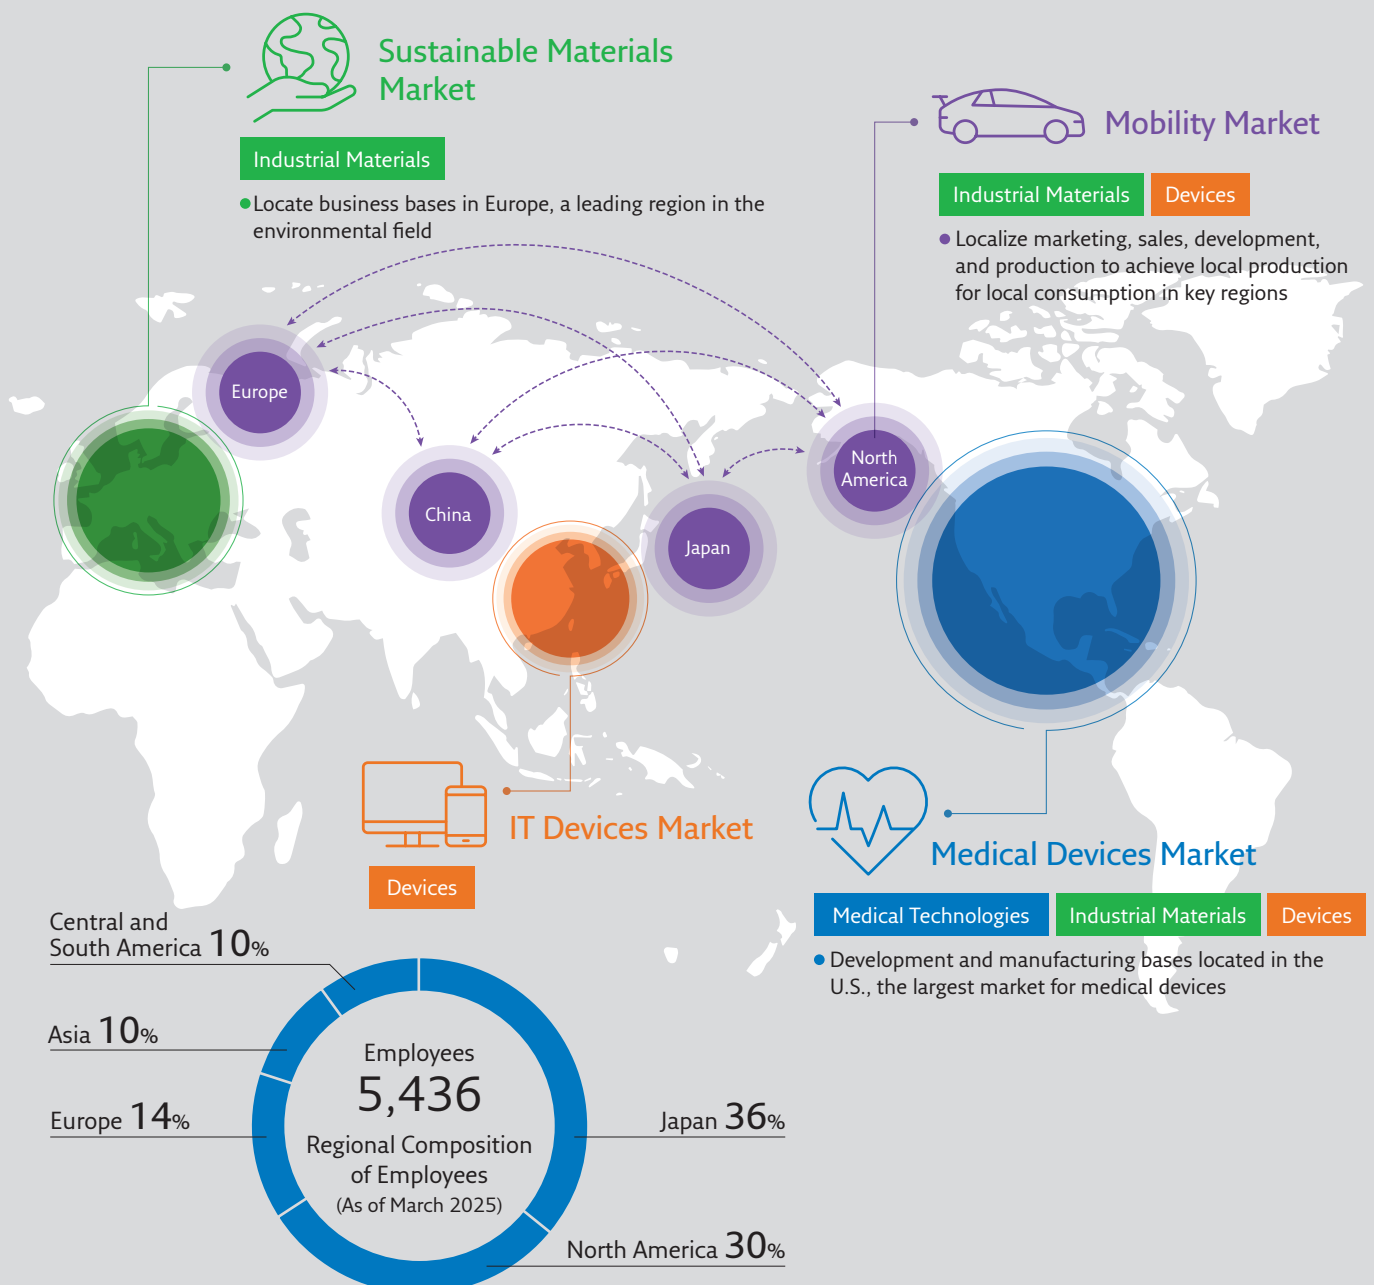 Sustainable Materials
Market
Industrial Materials
Locate business bases in Europe, a leading region in the
environmental field
Mobility Market
Industrial Materials
Devices
Localize marketing, sales, development,
and production to achieve local production
for local consumption in key regions
Europe
China
Japan
North
America
IT Devices Market
Devices
Medical Devices Market
Medical Technologies
Industrial Materials
Devices
Development and manufacturing bases located in the
U.S., the largest market for medical devices
Central and
South America 10%
Asia 10%
Europe 14%
Employees
5,436
Regional Composition
of Employees
(As of March 2025)
Japan 36%
North America 30%